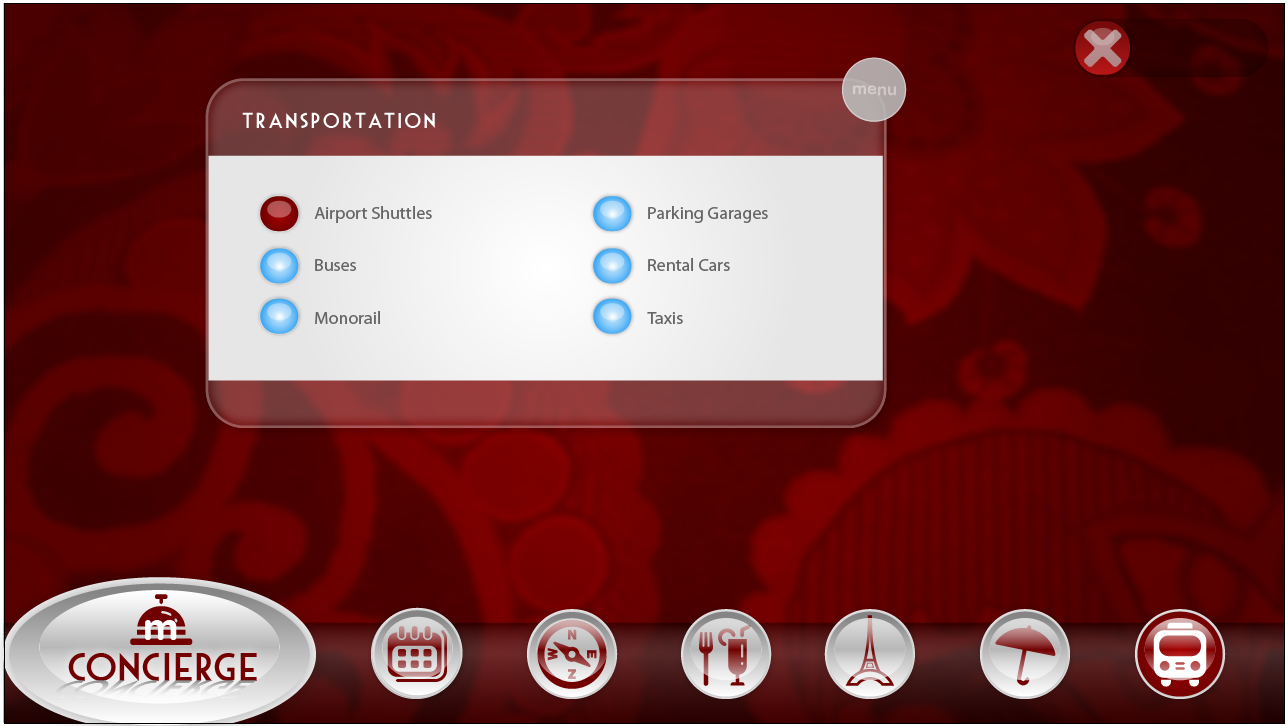 menu
TRANSPORTATION
Airport Shuttles
Parking Garages
Buses
Rental Cars
Monorail
Taxis
m
CONCIERGE
N
W E
Z